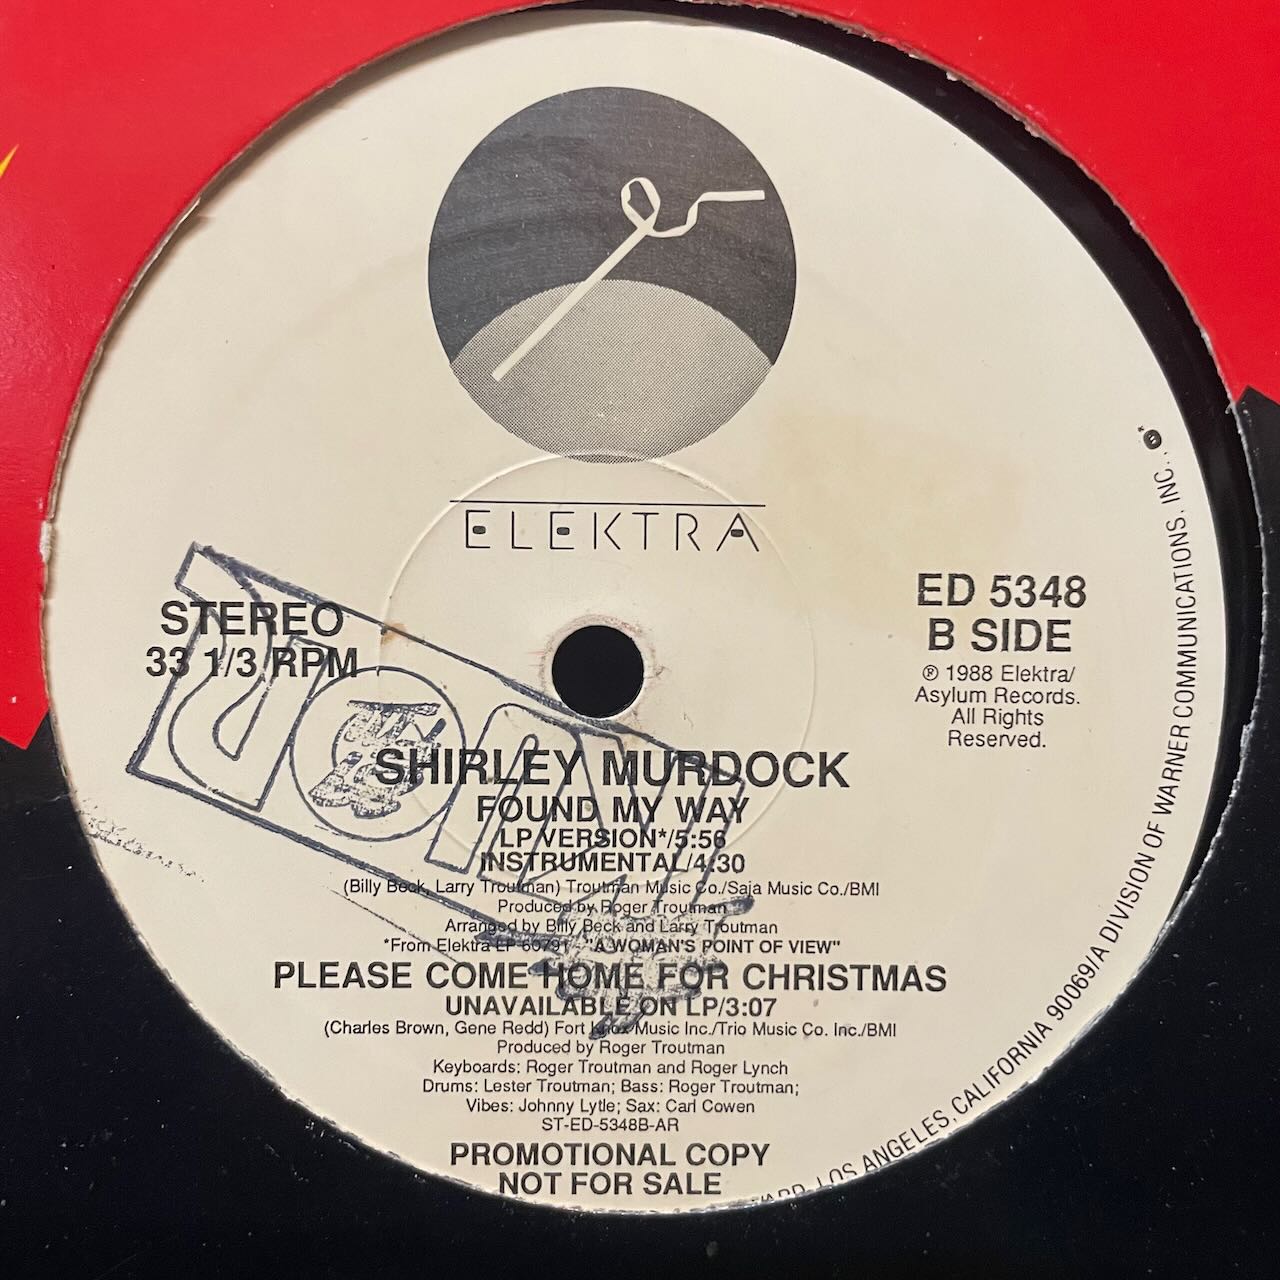 ELEKTRA
STEREO
33 1/3 RPM
ED 5348
B SIDE
℗ 1988 Elektra/
Asylum Records.
All Rights
Reserved.
SHIRLEY MURDOCK
FOUND MY WAY
LP VERSION*/5:56
INSTRUMENTAL/4:30
(Billy Beck, Larry Troutman) Troutman Music Co./Saja Music Co./BMI
Produced by Roger Troutman
Arranged by Billy Beck and Larry Troutman
*From Elektra LP 60791 - "A WOMAN'S POINT OF VIEW"
PLEASE COME HOME FOR CHRISTMAS
UNAVAILABLE ON LP/3:07
(Charles Brown, Gene Redd) Fort Knox Music Inc./Trio Music Co. Inc./BMI
Produced by Roger Troutman
Keyboards: Roger Troutman and Roger Lynch
Drums: Lester Troutman; Bass: Roger Troutman;
Vibes: Johnny Lytle; Sax: Carl Cowen
ST-ED-5348B-AR
PROMOTIONAL COPY
NOT FOR SALE
LOS ANGELES, CALIFORNIA 90069/A DIVISION OF WARNER COMMUNICATIONS, INC.,